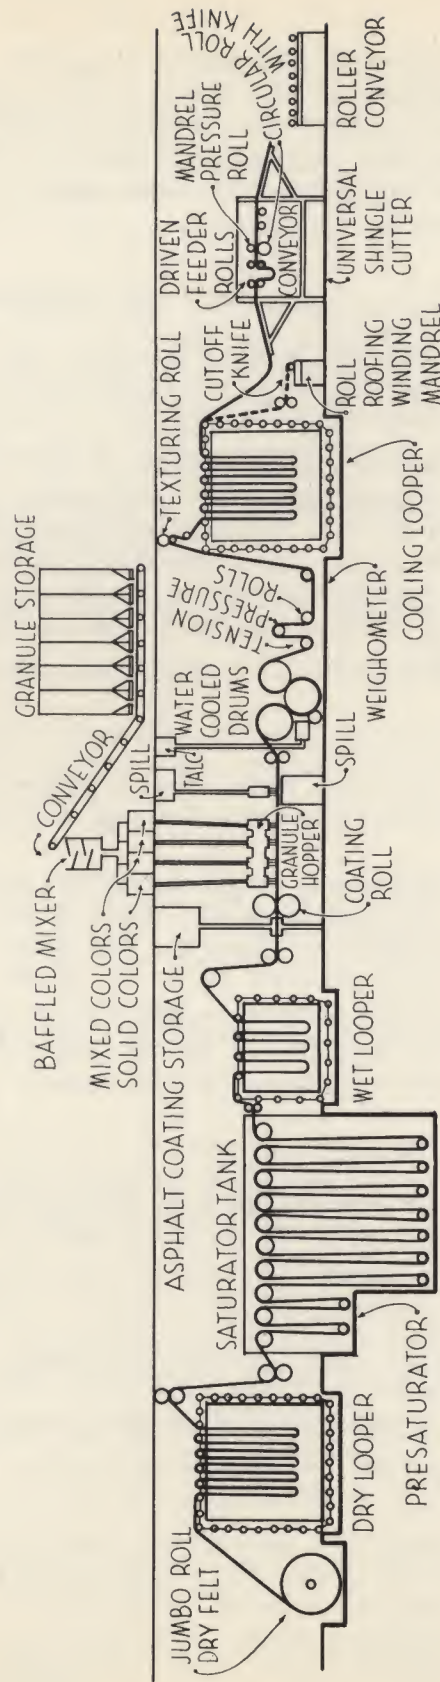 JUMBO ROLL
DRY FELT
DRY LOOPER
PRESATURATOR
SATURATOR TANK
WET LOOPER
ASPHALT COATING STORAGE
BAFFLED MIXER
MIXED COLORS
SOLID COLORS
CONVEYOR
GRANULE STORAGE
SPILL
TALC
WATER
COOLED
DRUMS
GRANULE
HOPPER
COATING
ROLL
SPILL
TENSION
PRESSURE
ROLLS
WEIGHOMETER
TEXTURING ROLL
COOLING LOOPER
CUTOFF
KNIFE
ROLL
ROOFING
WINDING
MANDREL
DRIVEN
FEEDER
ROLLS
MANDREL
PRESSURE
ROLL
CIRCULAR ROLL
WITH KNIFE
CIRCULAR
CONVEYOR
UNIVERSAL
SHINGLE
CUTTER
ROLLER
CONVEYOR